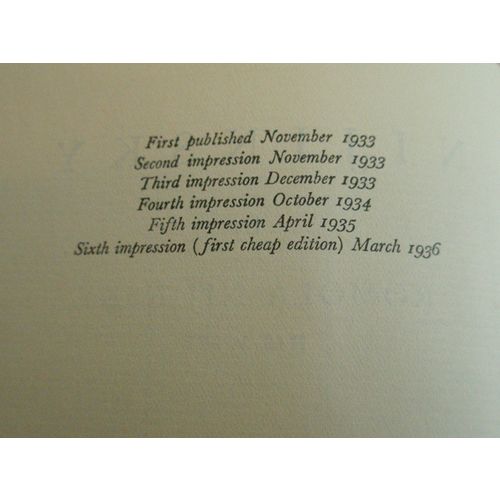 First published November 1933
Second impression November 1933
Third impression December 1933
Fourth impression October 1934
Fifth impression April 1935
Sixth impression (first cheap edition) March 1936